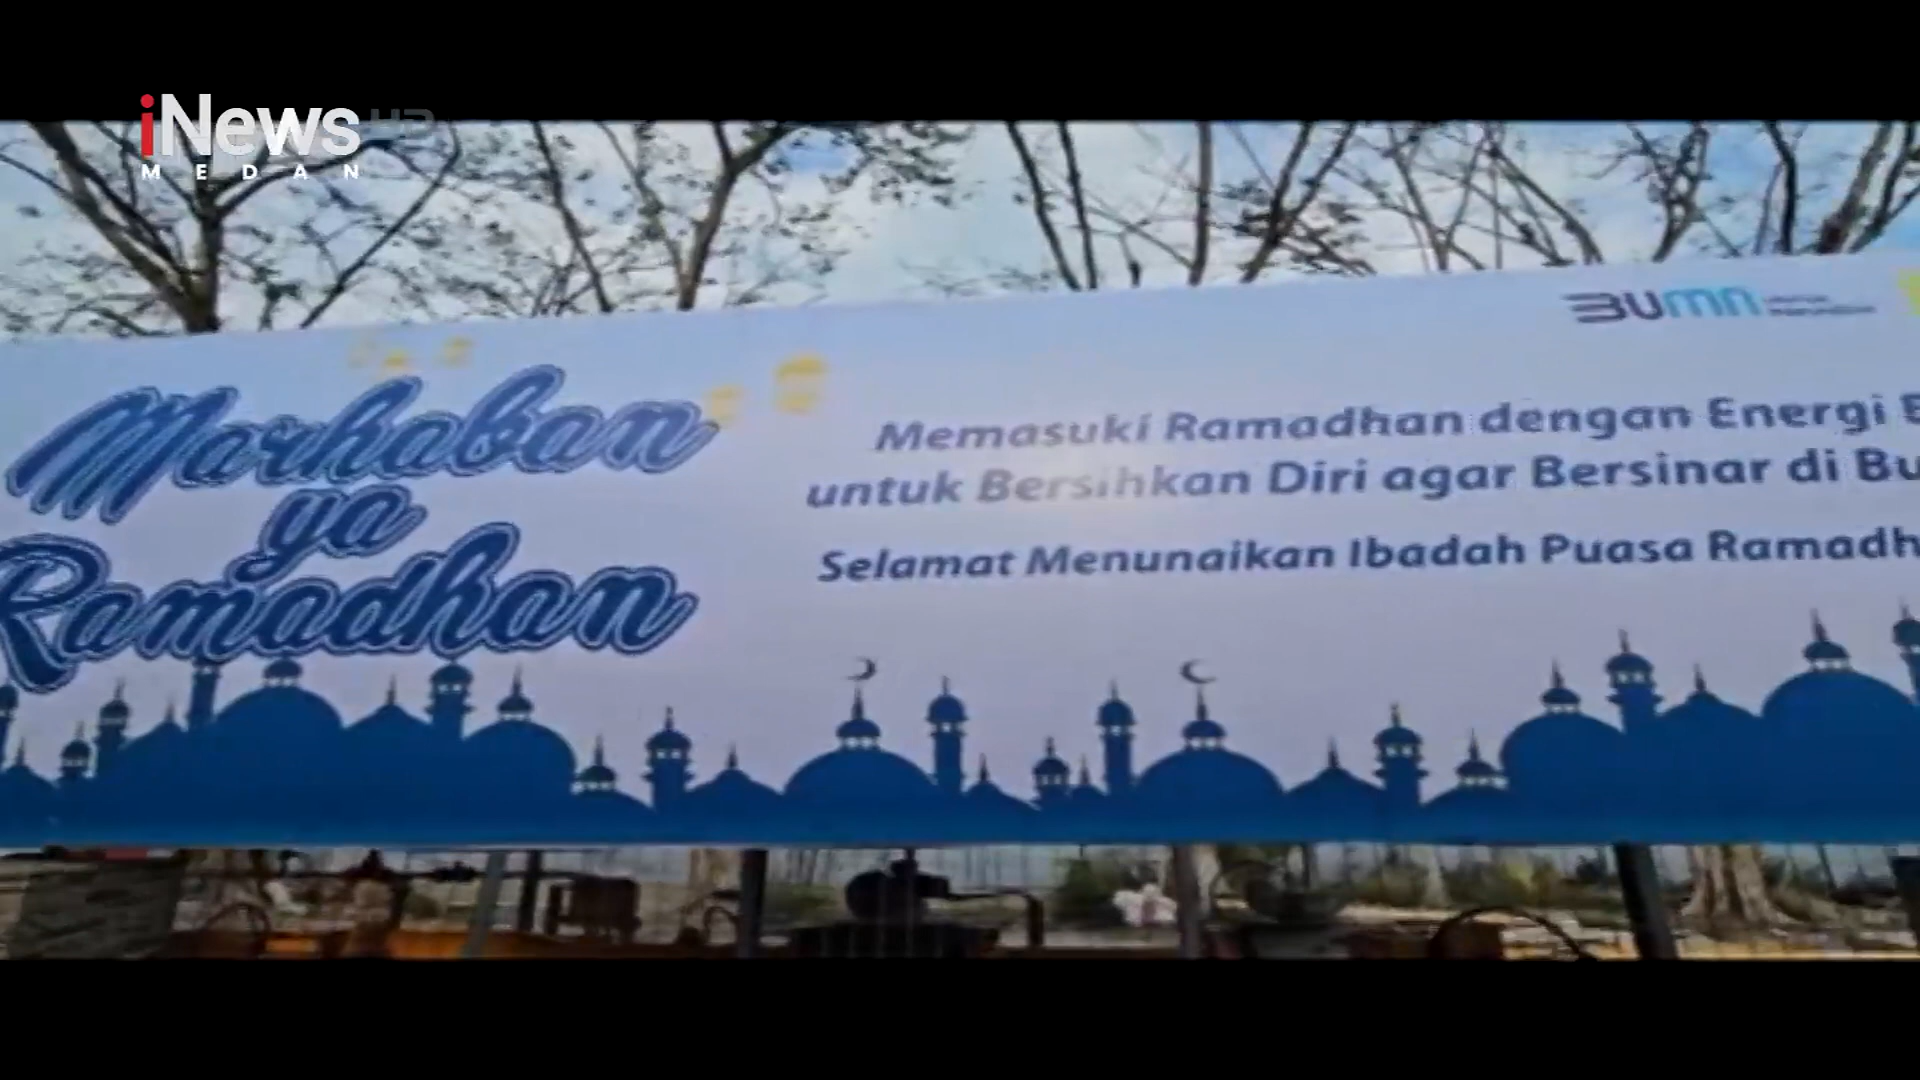 iNews HD
MEDAN
BUMN
Marhaban
ya
Ramadhan
Memasuki Ramadhan dengan Energi
untuk Bersihkan Diri agar Bersinar di
Selamat Menunaikan Ibadah Puasa